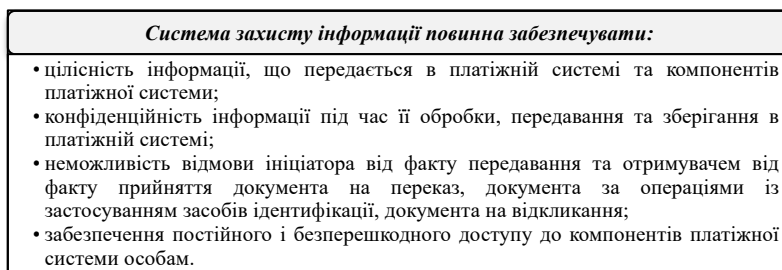 Система захисту інформації повинна забезпечувати:
• цілісність інформації, що передається в платіжній системі та компонентів
платіжної системи;
• конфіденційність інформації під час її обробки, передавання та зберігання в
платіжній системі;
• неможливість відмови ініціатора від факту передавання та отримувачем від
факту прийняття документа на переказ, документа за операціями із
застосуванням засобів ідентифікації, документа на відкликання;
• забезпечення постійного і безперешкодного доступу до компонентів платіжної
системи особам.